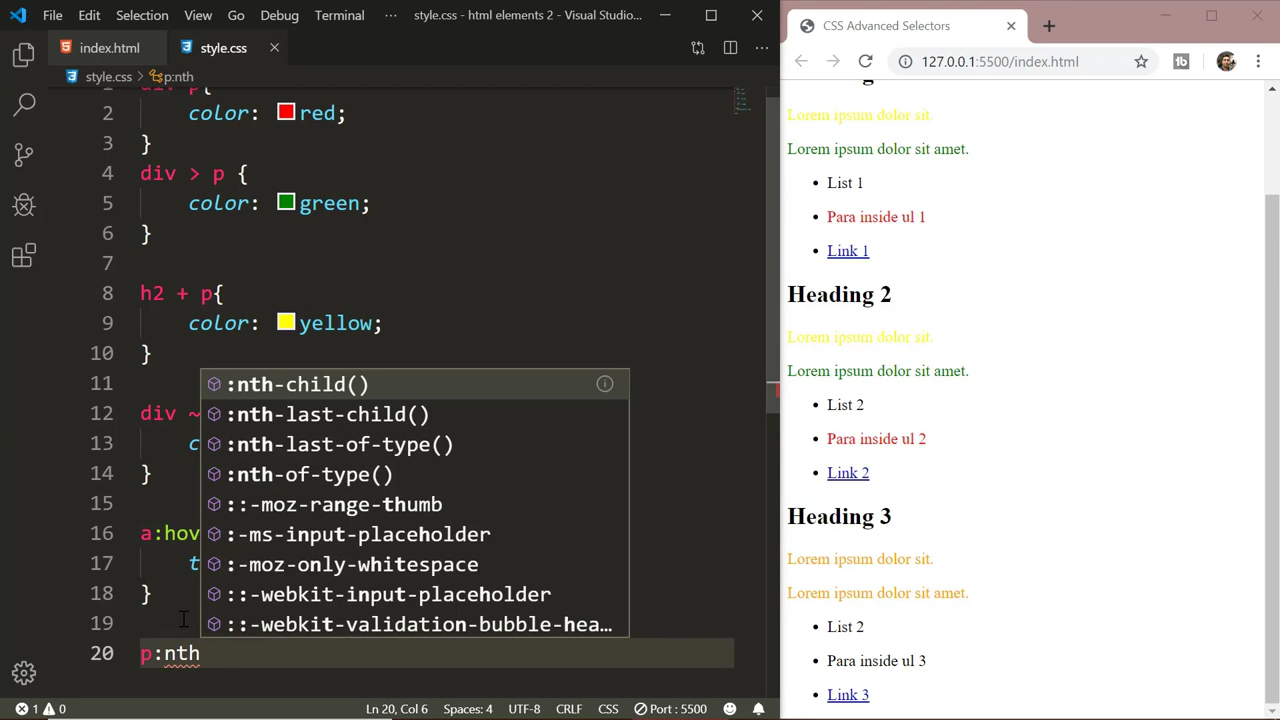 File Edit Selection View Go Debug Terminal ··· style.css - html elements 2 - Visual Studio...
index.html style.css
style.css > p:nth
1 div p{
2 color: red;
3 }
4 div > p {
5 color: green;
6 }
7
8 h2 + p{
9 color: yellow;
10 }
11
12 div ~
13 c
14 }
15
16 a:hov
17 t
18 }
19
20 p:nth
:nth-child()
:nth-last-child()
:nth-last-of-type()
:nth-of-type()
::-moz-range-thumb
:-ms-input-placeholder
:-moz-only-whitespace
::-webkit-input-placeholder
::-webkit-validation-bubble-hea...
1 0 Ln 20, Col 6 Spaces: 4 UTF-8 CRLF CSS Port : 5500
CSS Advanced Selectors
127.0.0.1:5500/index.html
Lorem ipsum dolor sit.
Lorem ipsum dolor sit amet.
• List 1
• Para inside ul 1
• Link 1
Heading 2
Lorem ipsum dolor sit.
Lorem ipsum dolor sit amet.
• List 2
• Para inside ul 2
• Link 2
Heading 3
Lorem ipsum dolor sit.
Lorem ipsum dolor sit amet.
• List 2
• Para inside ul 3
• Link 3